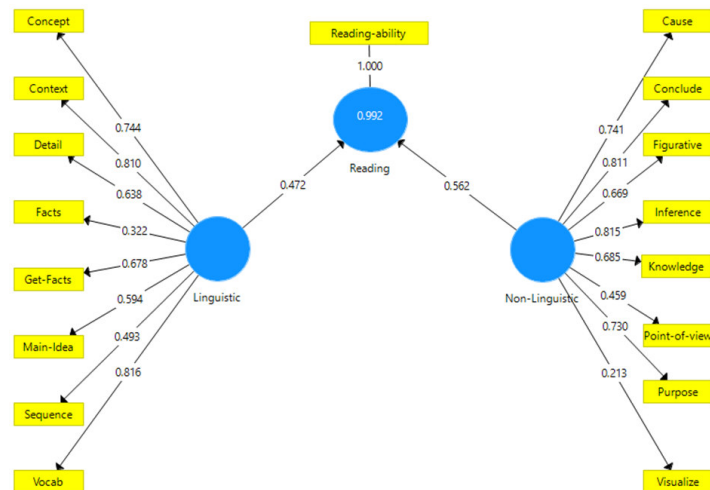 Concept
Context
Detail
Facts
Get-Facts
Main-Idea
Sequence
Vocab
0.744
0.810
0.638
0.322
0.678
0.594
0.493
0.816
Linguistic
0.472
Reading-ability
1.000
0.992
Reading
0.562
Non-Linguistic
0.741
0.811
0.669
0.815
0.685
0.459
0.730
0.213
Cause
Conclude
Figurative
Inference
Knowledge
Point-of-view
Purpose
Visualize